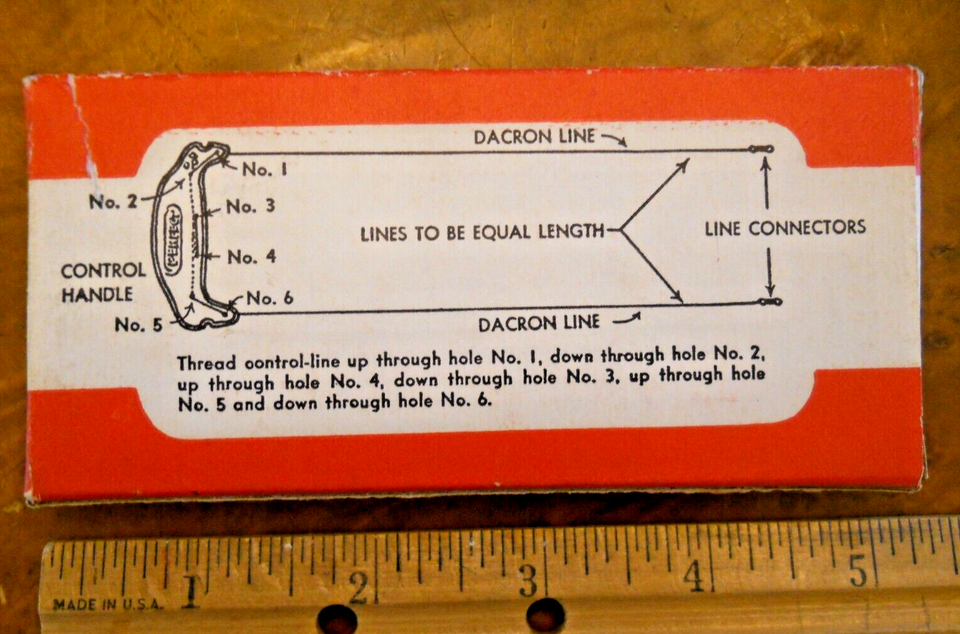 DACRON LINE
No. 1
No. 2
No. 3
LINES TO BE EQUAL LENGTH
LINE CONNECTORS
PERFECT
No. 4
CONTROL
HANDLE
No. 6
No. 5
DACRON LINE
Thread control-line up through hole No. 1, down through hole No. 2,
up through hole No. 4, down through hole No. 3, up through hole
No. 5 and down through hole No. 6.
1 2 3 4 5
MADE IN U.S.A.